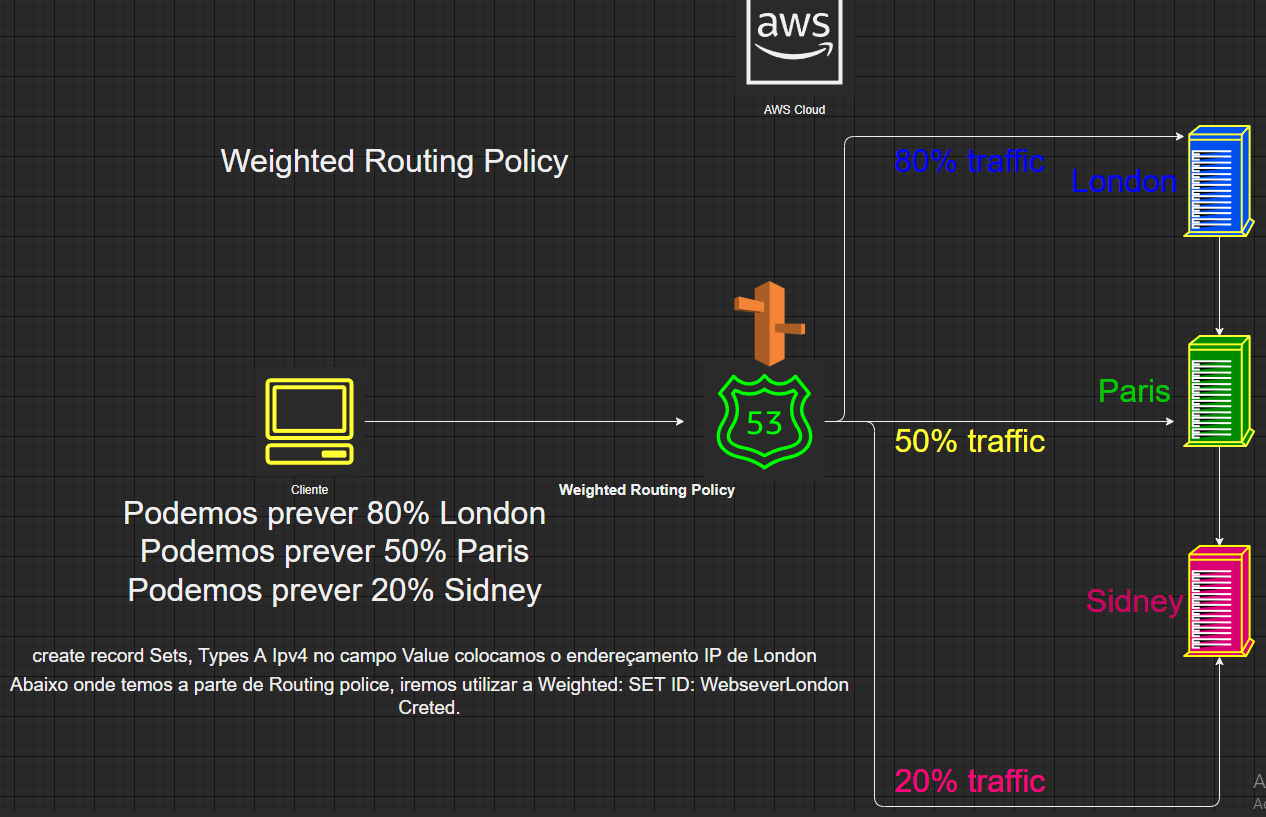 aws
AWS Cloud
Weighted Routing Policy
80% traffic
London
Paris
53
50% traffic
Cliente
Weighted Routing Policy
Podemos prever 80% London
Podemos prever 50% Paris
Podemos prever 20% Sidney
Sidney
create record Sets, Types A Ipv4 no campo Value colocamos o endereçamento IP de London
Abaixo onde temos a parte de Routing police, iremos utilizar a Weighted: SET ID: WebseverLondon
Creted.
20% traffic